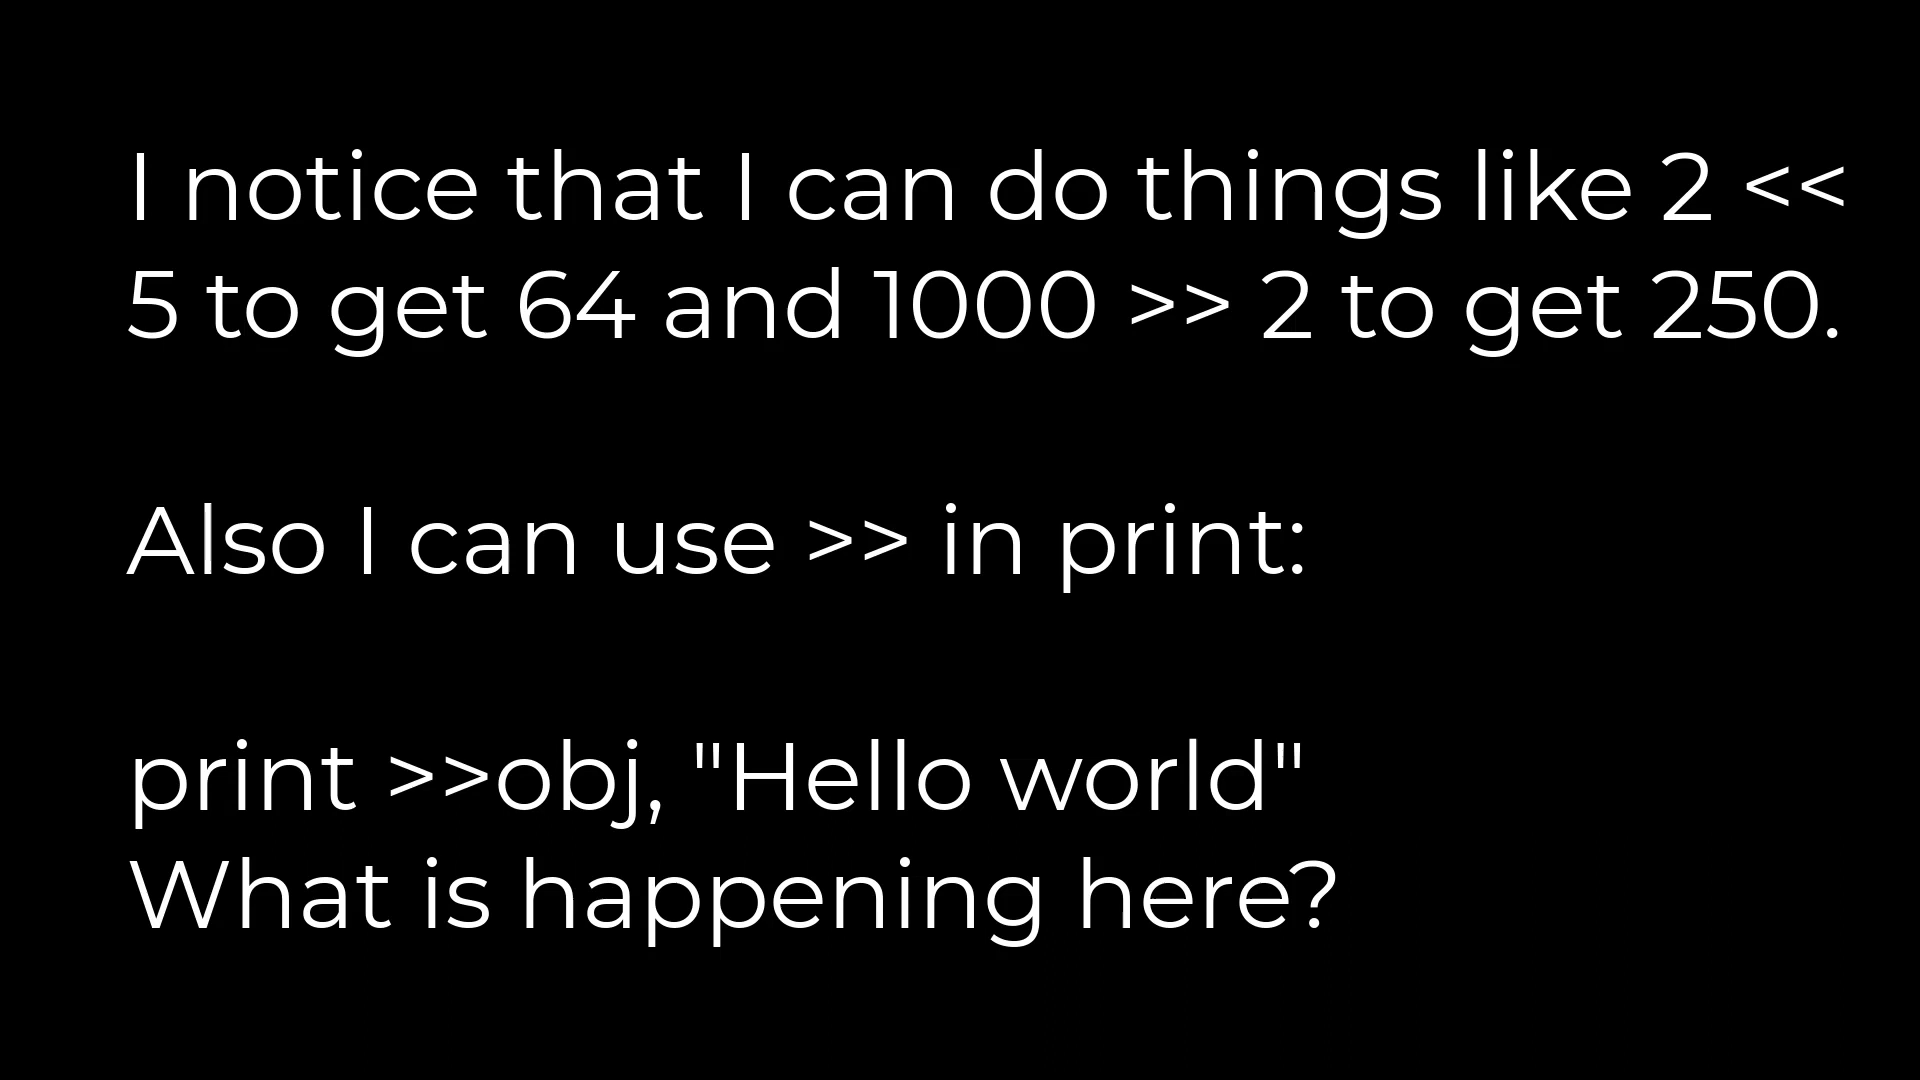 I notice that I can do things like 2 <<
5 to get 64 and 1000 >> 2 to get 250.
Also I can use >> in print:
print >>obj, "Hello world"
What is happening here?